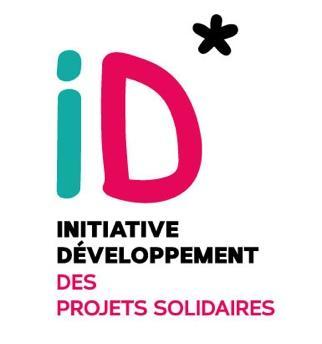 iD*
INITIATIVE
DÉVELOPPEMENT
DES
PROJETS SOLIDAIRES